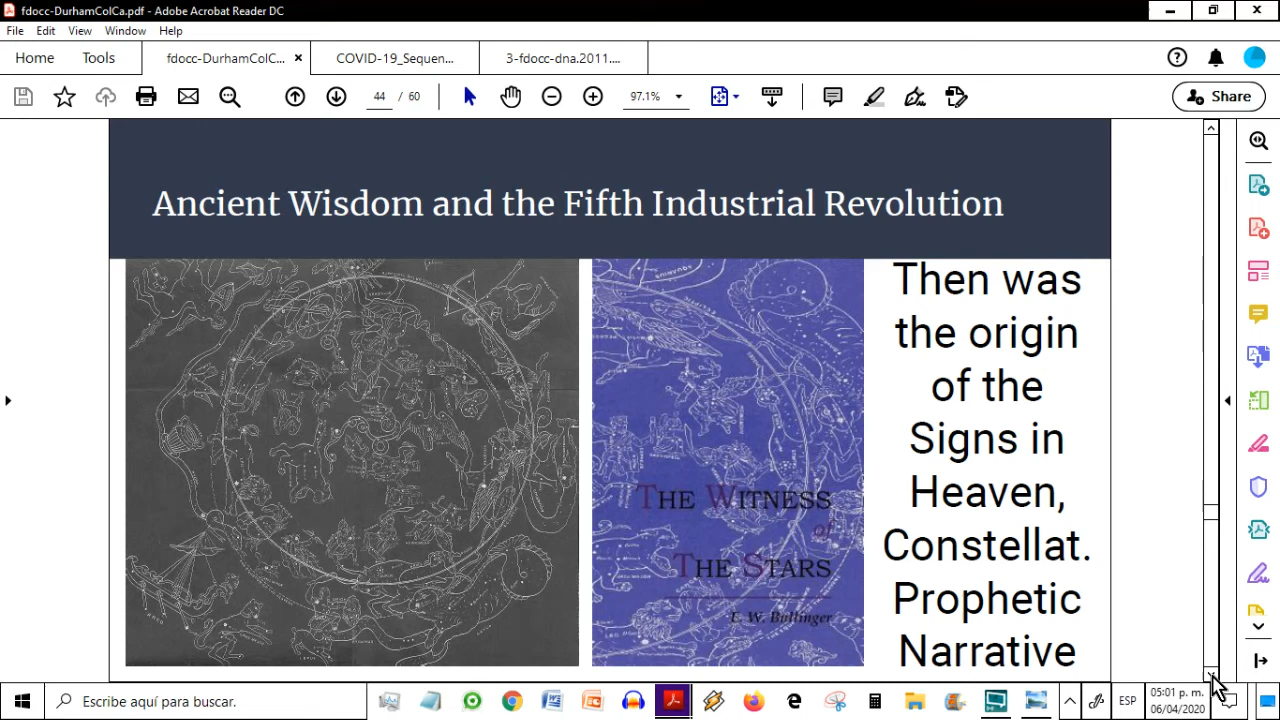 fdocc-DurhamColCa.pdf - Adobe Acrobat Reader DC
File Edit View Window Help
Home Tools fdocc-DurhamColC... COVID-19_Sequen... 3-fdocc-dna.2011....
44 / 60 97.1% Share
Ancient Wisdom and the Fifth Industrial Revolution
THE WITNESS
of
THE STARS
E. W. Bullinger
Then was
the origin
of the
Signs in
Heaven,
Constellat.
Prophetic
Narrative
Escribe aquí para buscar.
ESP
05:01 p. m.
06/04/2020